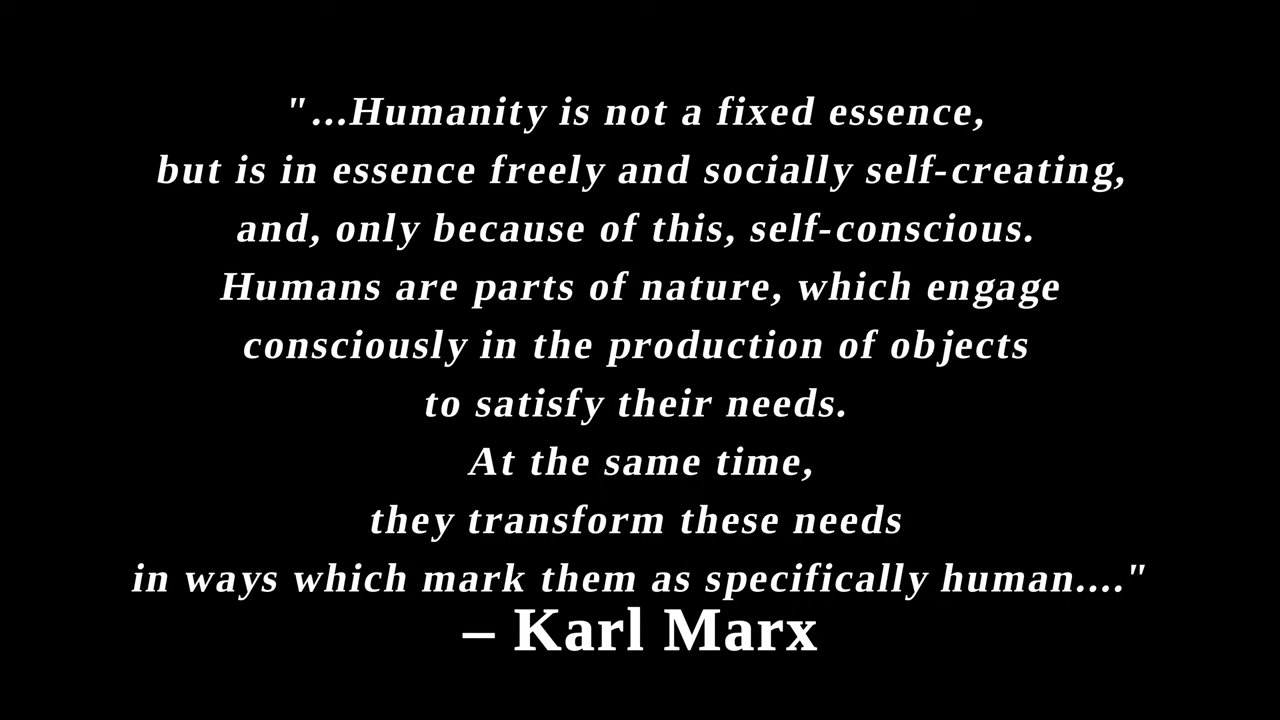 "...Humanity is not a fixed essence,
but is in essence freely and socially self-creating,
and, only because of this, self-conscious.
Humans are parts of nature, which engage
consciously in the production of objects
to satisfy their needs.
At the same time,
they transform these needs
in ways which mark them as specifically human...."
– Karl Marx